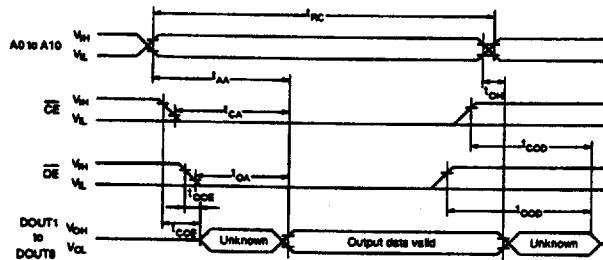 tRC
A0 to A10 VIH
VIL
tAA
tOH
CE VIH
VIL
tCA
tCOD
OE VIH
VIL
tOA
tOOE
tOOD
tCOE
DOUT1
to
DOUT8
VOH
VOL
Unknown
Output data valid
Unknown